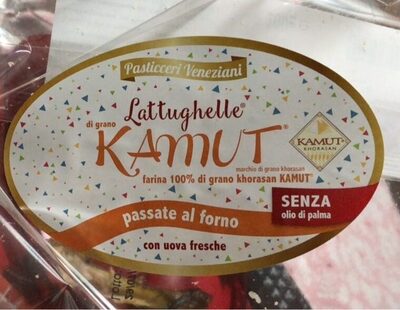 Pasticceri Veneziani
Lattughelle®
di grano
KAMUT®
marchio di grano khorasan
farina 100% di grano khorasan KAMUT®
KAMUT®
KHORASAN
SENZA
olio di palma
passate al forno
con uova fresche